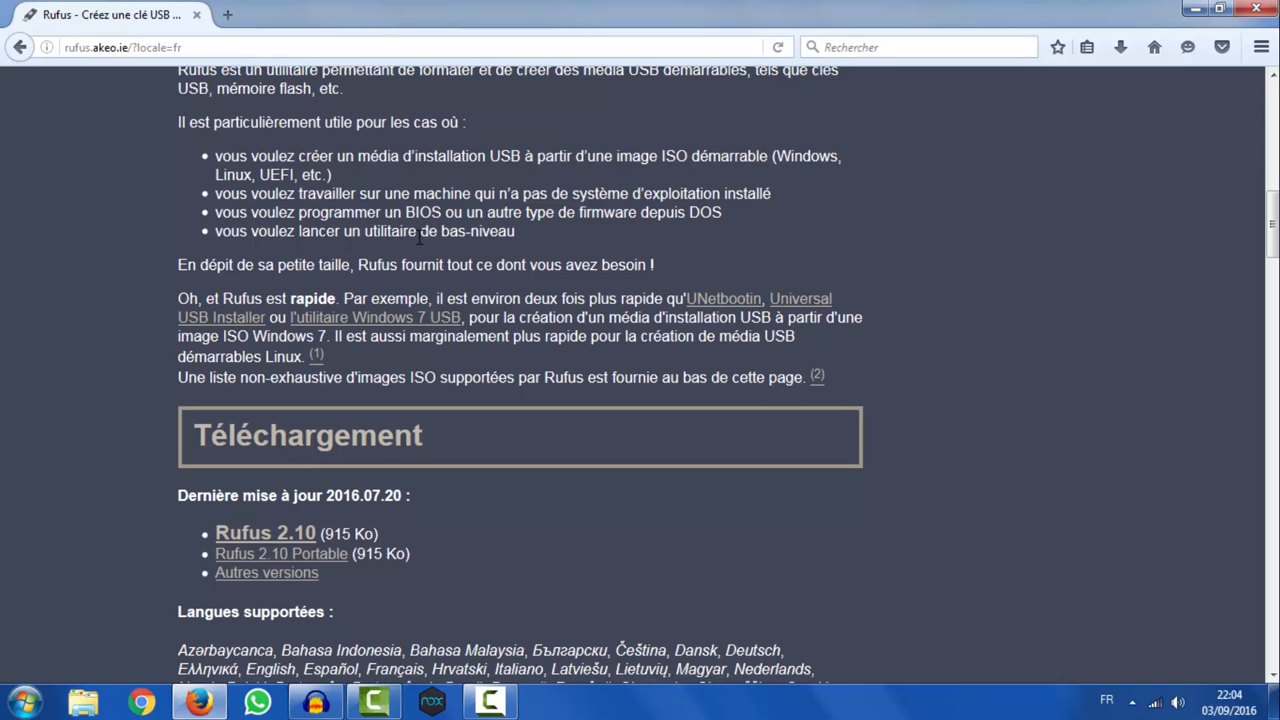 Rufus - Créez une clé USB ...
rufus.akeo.ie/?locale=fr
Rechercher
Rufus est un utilitaire permettant de formater et de créer des média USB démarrables, tels que clés
USB, mémoire flash, etc.
Il est particulièrement utile pour les cas où :
vous voulez créer un média d'installation USB à partir d'une image ISO démarrable (Windows,
Linux, UEFI, etc.)
vous voulez travailler sur une machine qui n'a pas de système d'exploitation installé
vous voulez programmer un BIOS ou un autre type de firmware depuis DOS
vous voulez lancer un utilitaire de bas-niveau
En dépit de sa petite taille, Rufus fournit tout ce dont vous avez besoin !
Oh, et Rufus est rapide. Par exemple, il est environ deux fois plus rapide qu'UNetbootin, Universal
USB Installer ou l'utilitaire Windows 7 USB, pour la création d'un média d'installation USB à partir d'une
image ISO Windows 7. Il est aussi marginalement plus rapide pour la création de média USB
démarrables Linux. (1)
Une liste non-exhaustive d'images ISO supportées par Rufus est fournie au bas de cette page. (2)
Téléchargement
Dernière mise à jour 2016.07.20 :
Rufus 2.10 (915 Ko)
Rufus 2.10 Portable (915 Ko)
Autres versions
Langues supportées :
Azərbaycanca, Bahasa Indonesia, Bahasa Malaysia, Български, Čeština, Dansk, Deutsch,
Ελληνικά, English, Español, Français, Hrvatski, Italiano, Latviešu, Lietuvių, Magyar, Nederlands,
nox
FR
22:04
03/09/2016